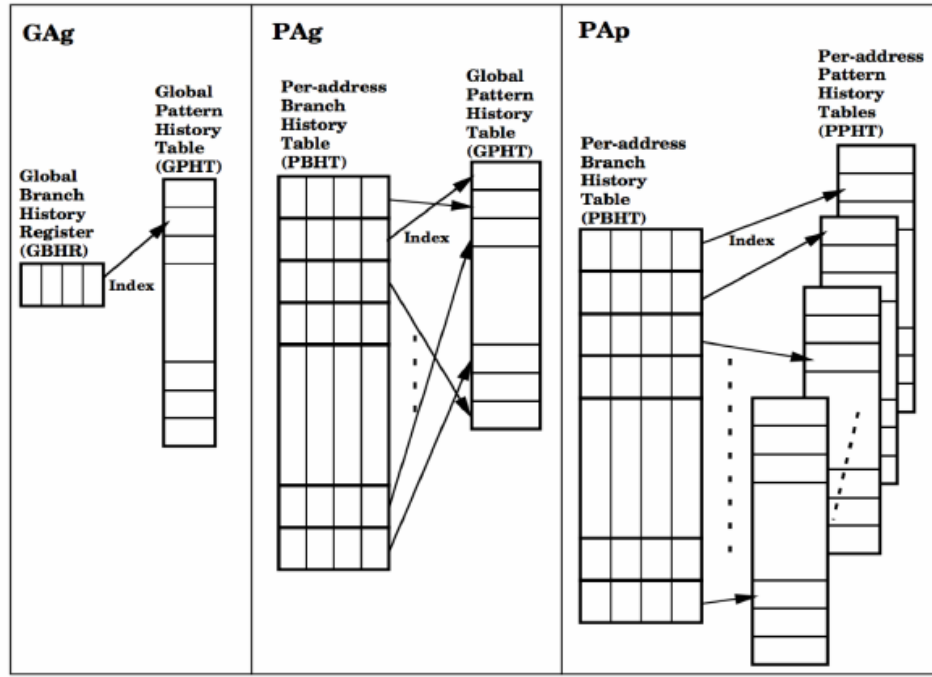 GAg
Global
Pattern
History
Table
(GPHT)
Global
Branch
History
Register
(GBHR)
Index
PAg
Per-address
Branch
History
Table
(PBHT)
Global
Pattern
History
Table
(GPHT)
Index
PAp
Per-address
Pattern
History
Tables
(PPHT)
Per-address
Branch
History
Table
(PBHT)
Index